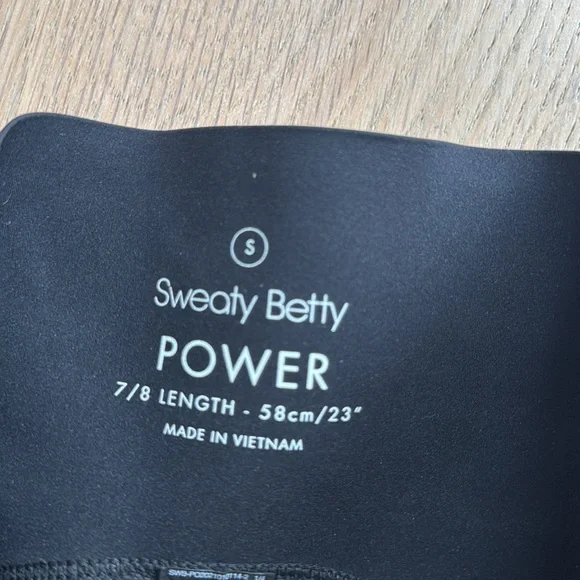 S
Sweaty Betty
POWER
7/8 LENGTH - 58cm/23"
MADE IN VIETNAM